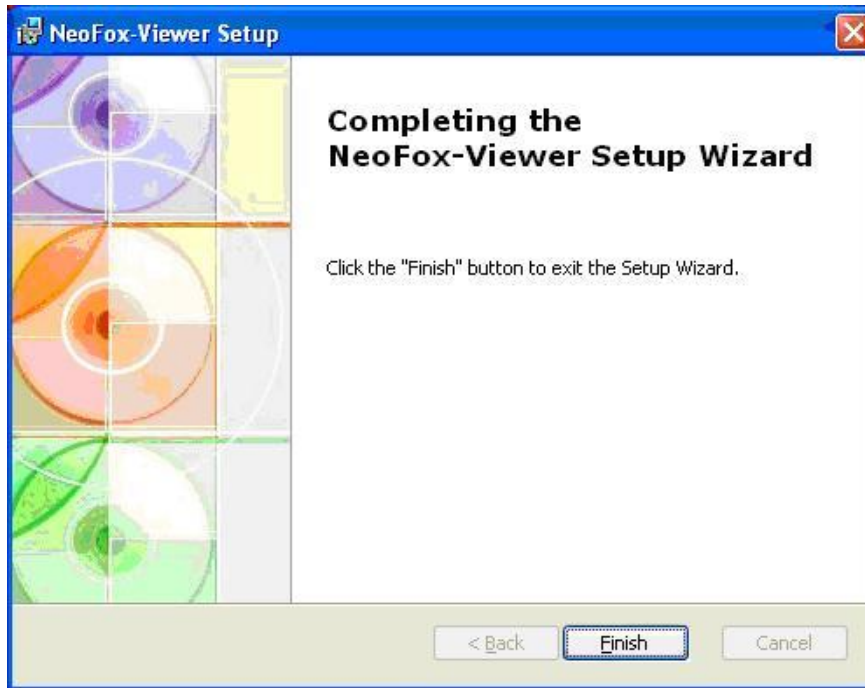 NeoFox-Viewer Setup
Completing the
NeoFox-Viewer Setup Wizard
Click the "Finish" button to exit the Setup Wizard.
< Back
Finish
Cancel